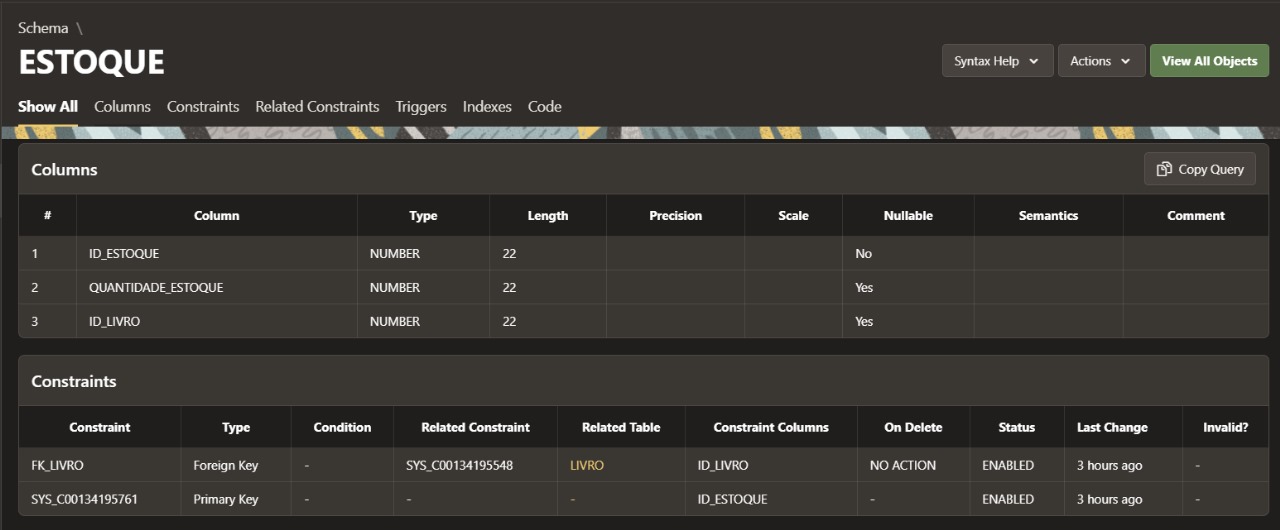 Schema \
ESTOQUE
Syntax Help Actions View All Objects
Show All Columns Constraints Related Constraints Triggers Indexes Code
Columns Copy Query
# Column Type Length Precision Scale Nullable Semantics Comment
1 ID_ESTOQUE NUMBER 22 No
2 QUANTIDADE_ESTOQUE NUMBER 22 Yes
3 ID_LIVRO NUMBER 22 Yes
Constraints
Constraint Type Condition Related Constraint Related Table Constraint Columns On Delete Status Last Change Invalid?
FK_LIVRO Foreign Key - SYS_C00134195548 LIVRO ID_LIVRO NO ACTION ENABLED 3 hours ago -
SYS_C00134195761 Primary Key - - - ID_ESTOQUE - ENABLED 3 hours ago -